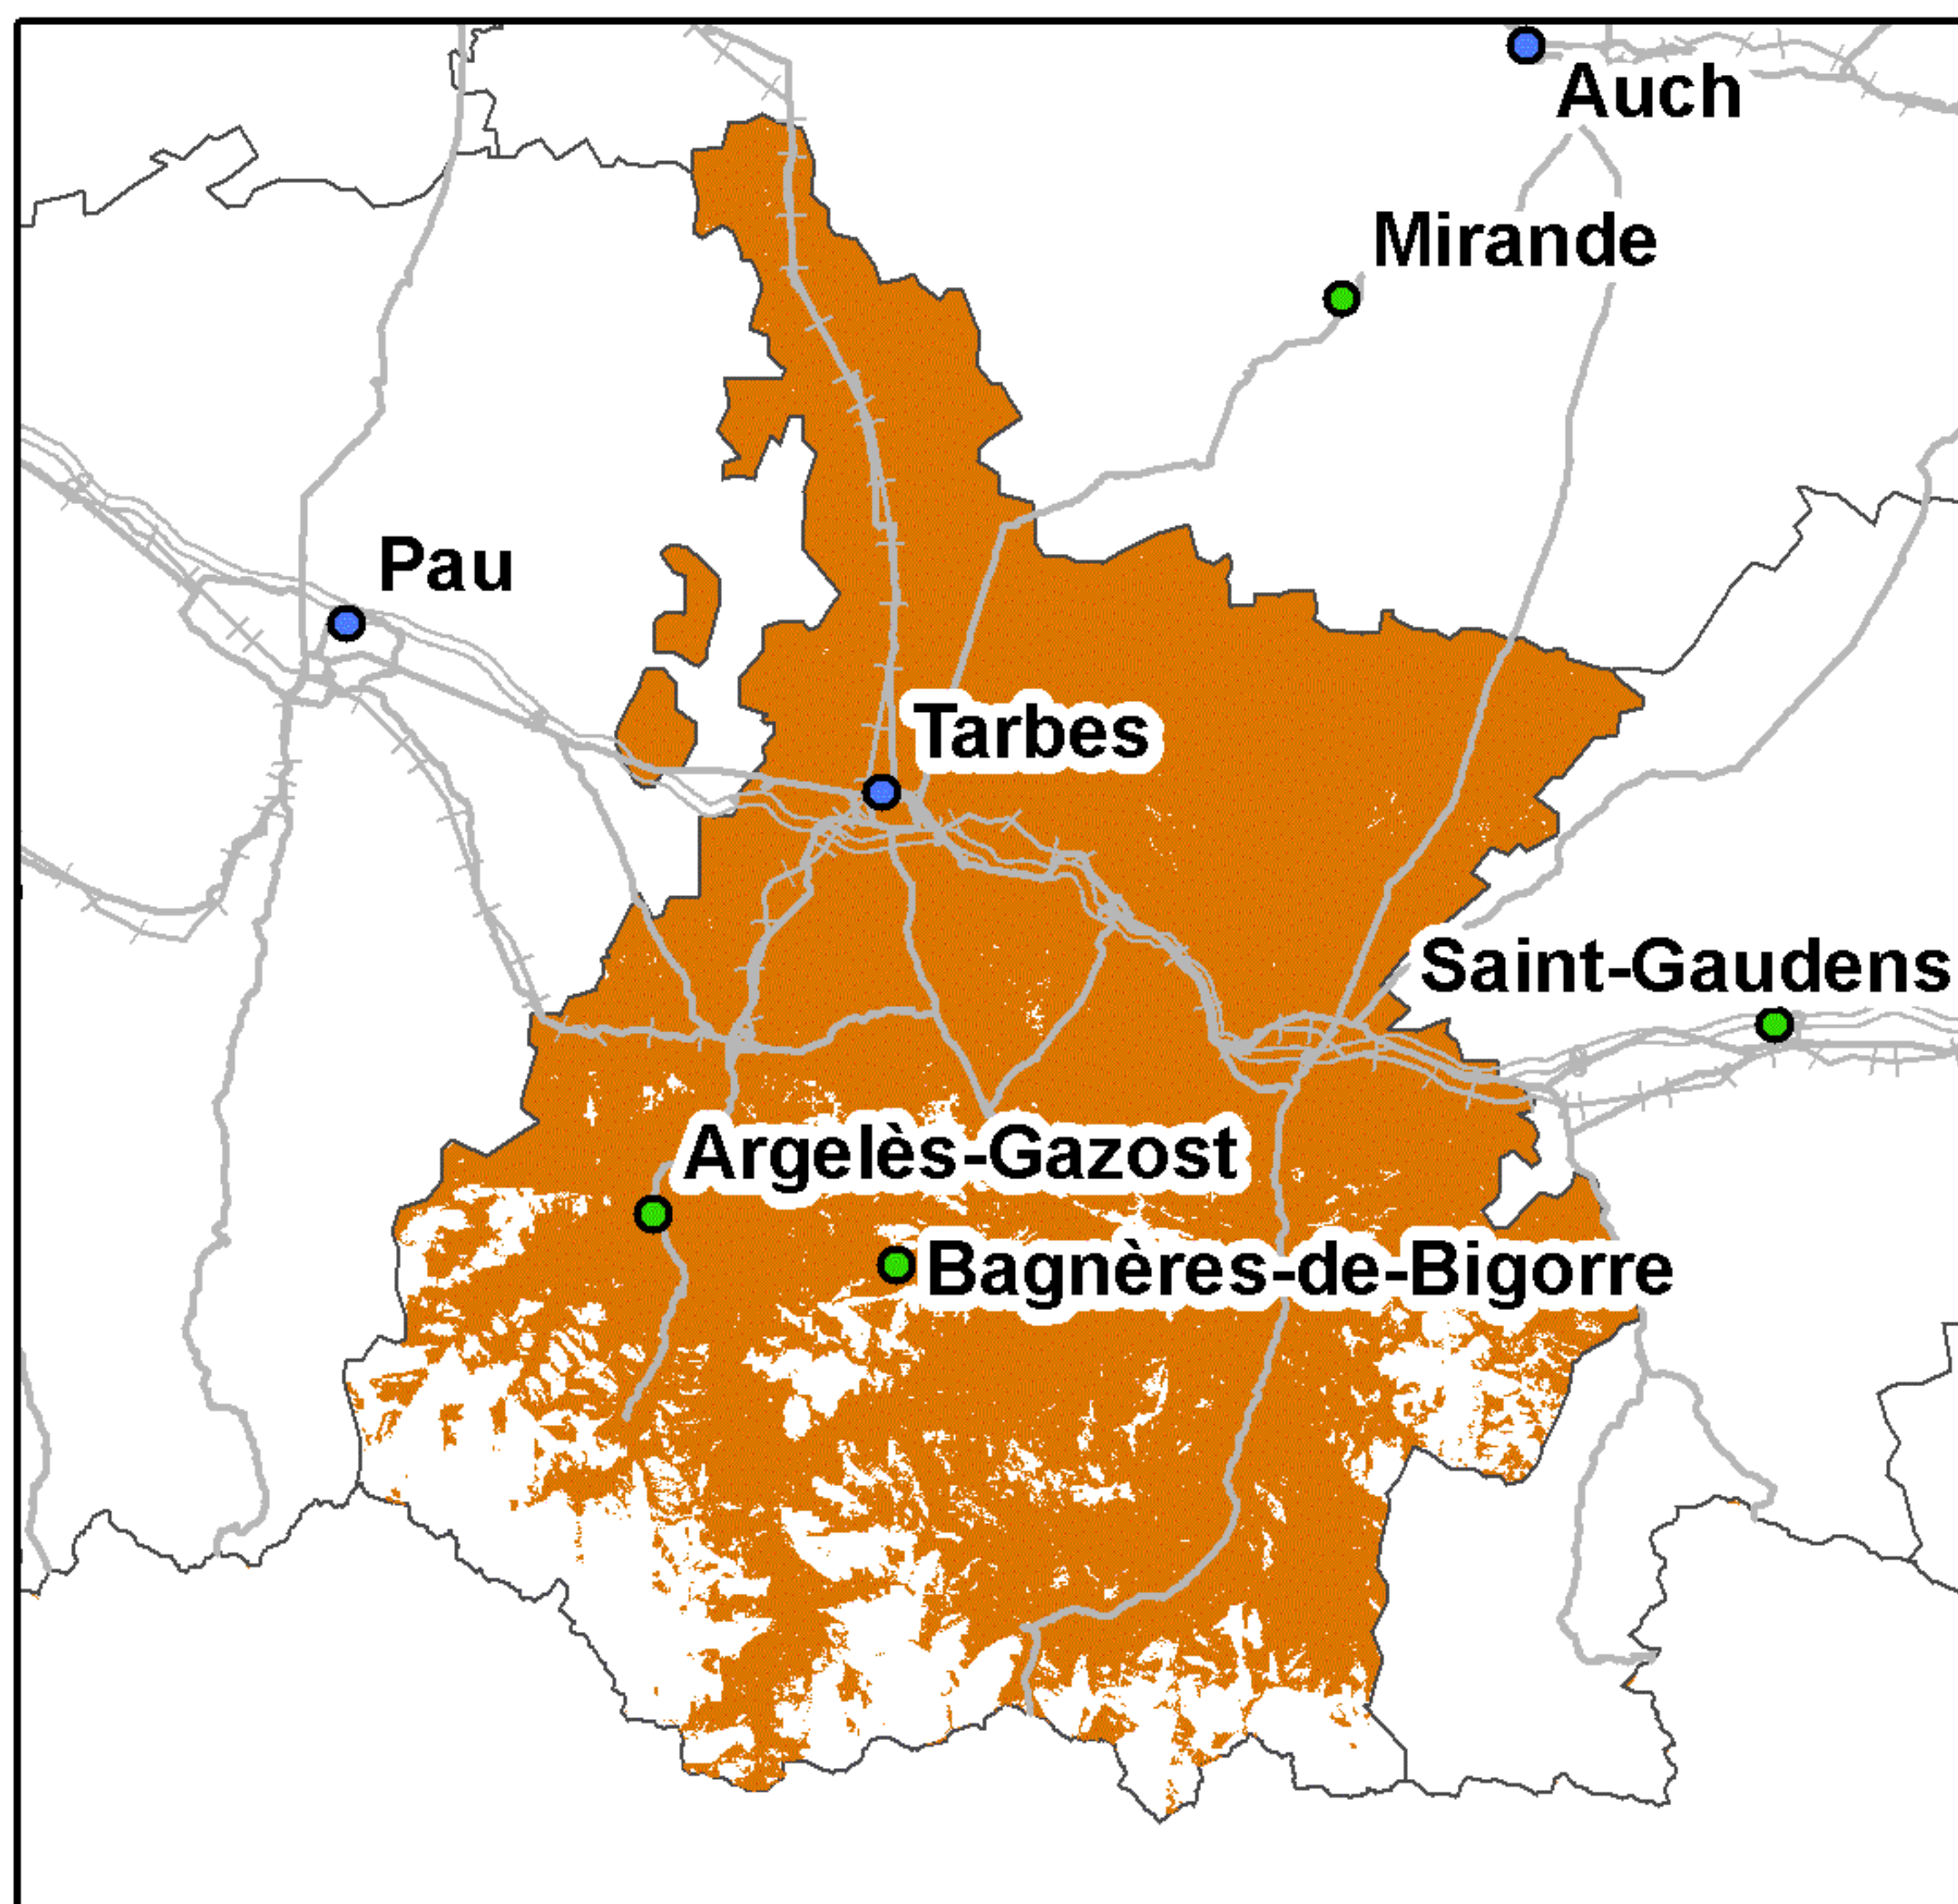 Auch
Mirande
Pau
Tarbes
Saint-Gaudens
Argelès-Gazost
Bagnères-de-Bigorre